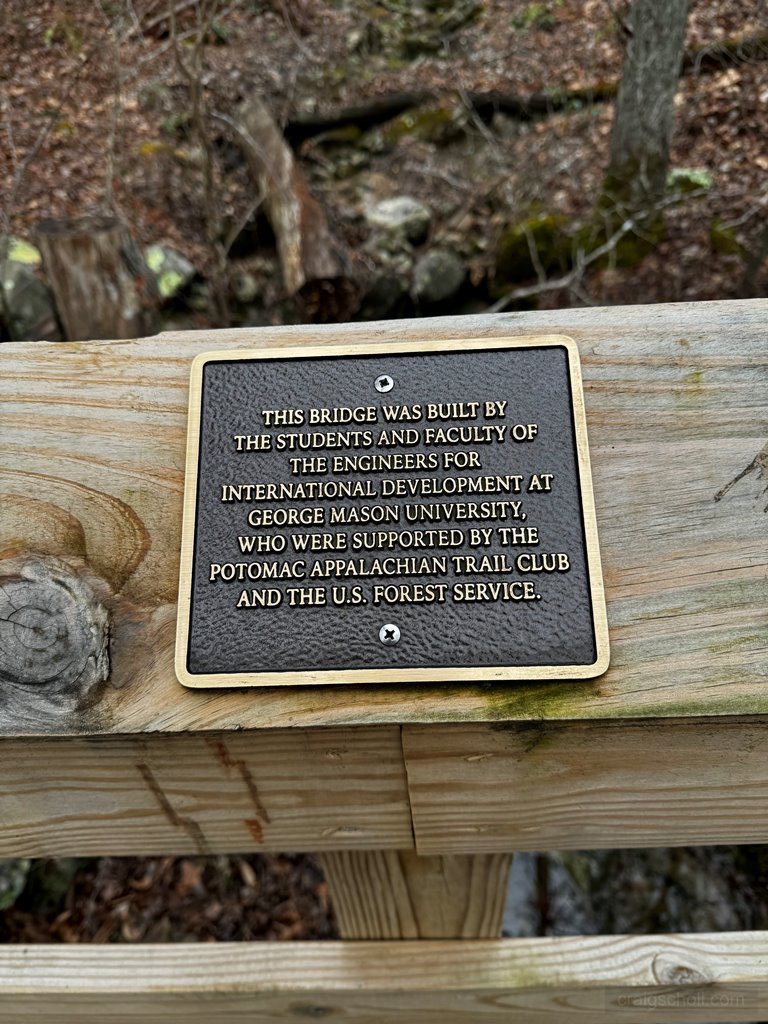 THIS BRIDGE WAS BUILT BY
THE STUDENTS AND FACULTY OF
THE ENGINEERS FOR
INTERNATIONAL DEVELOPMENT AT
GEORGE MASON UNIVERSITY,
WHO WERE SUPPORTED BY THE
POTOMAC APPALACHIAN TRAIL CLUB
AND THE U.S. FOREST SERVICE.
craigscholl.com